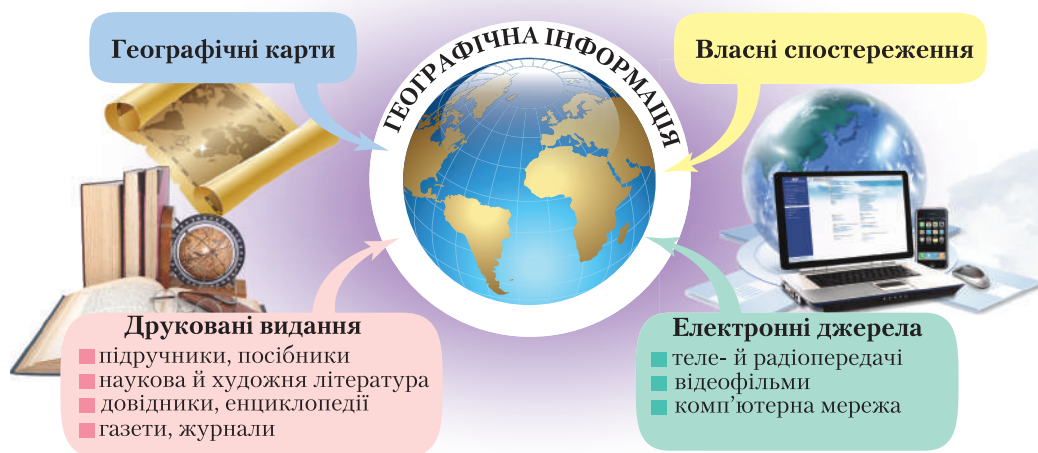 ГЕОГРАФІЧНА ІНФОРМАЦІЯ
Географічні карти
Власні спостереження
Друковані видання
підручники, посібники
наукова й художня література
довідники, енциклопедії
газети, журнали
Електронні джерела
теле- й радіопередачі
відеофільми
комп’ютерна мережа